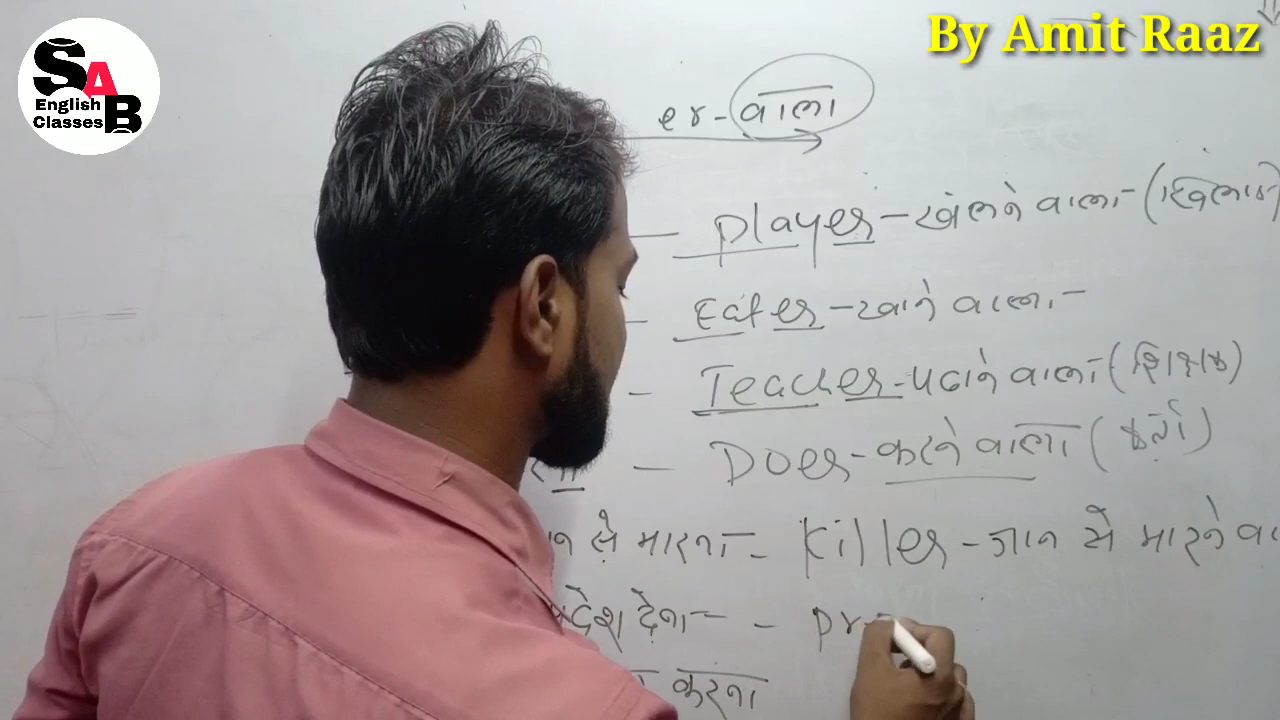 By Amit Raaz
SAB
English
Classes
er - वाला
Player - खेलने वाला - (खिलाड़ी
Eater - खाने वाला -
Teacher - पढाने वाला (शिक्षक)
Doer - करने वाला (कर्ता)
से मारना - Killer - जान से मारने वा
देना - - pr
करना